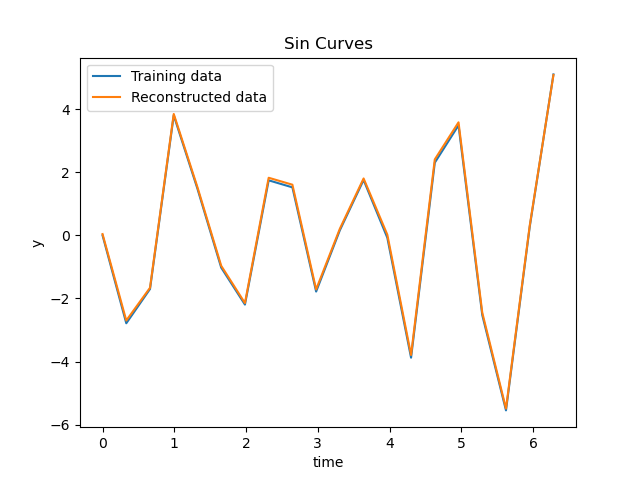 Sin Curves
Training data
Reconstructed data
4
2
0
−2
−4
−6
y
0 1 2 3 4 5 6
time